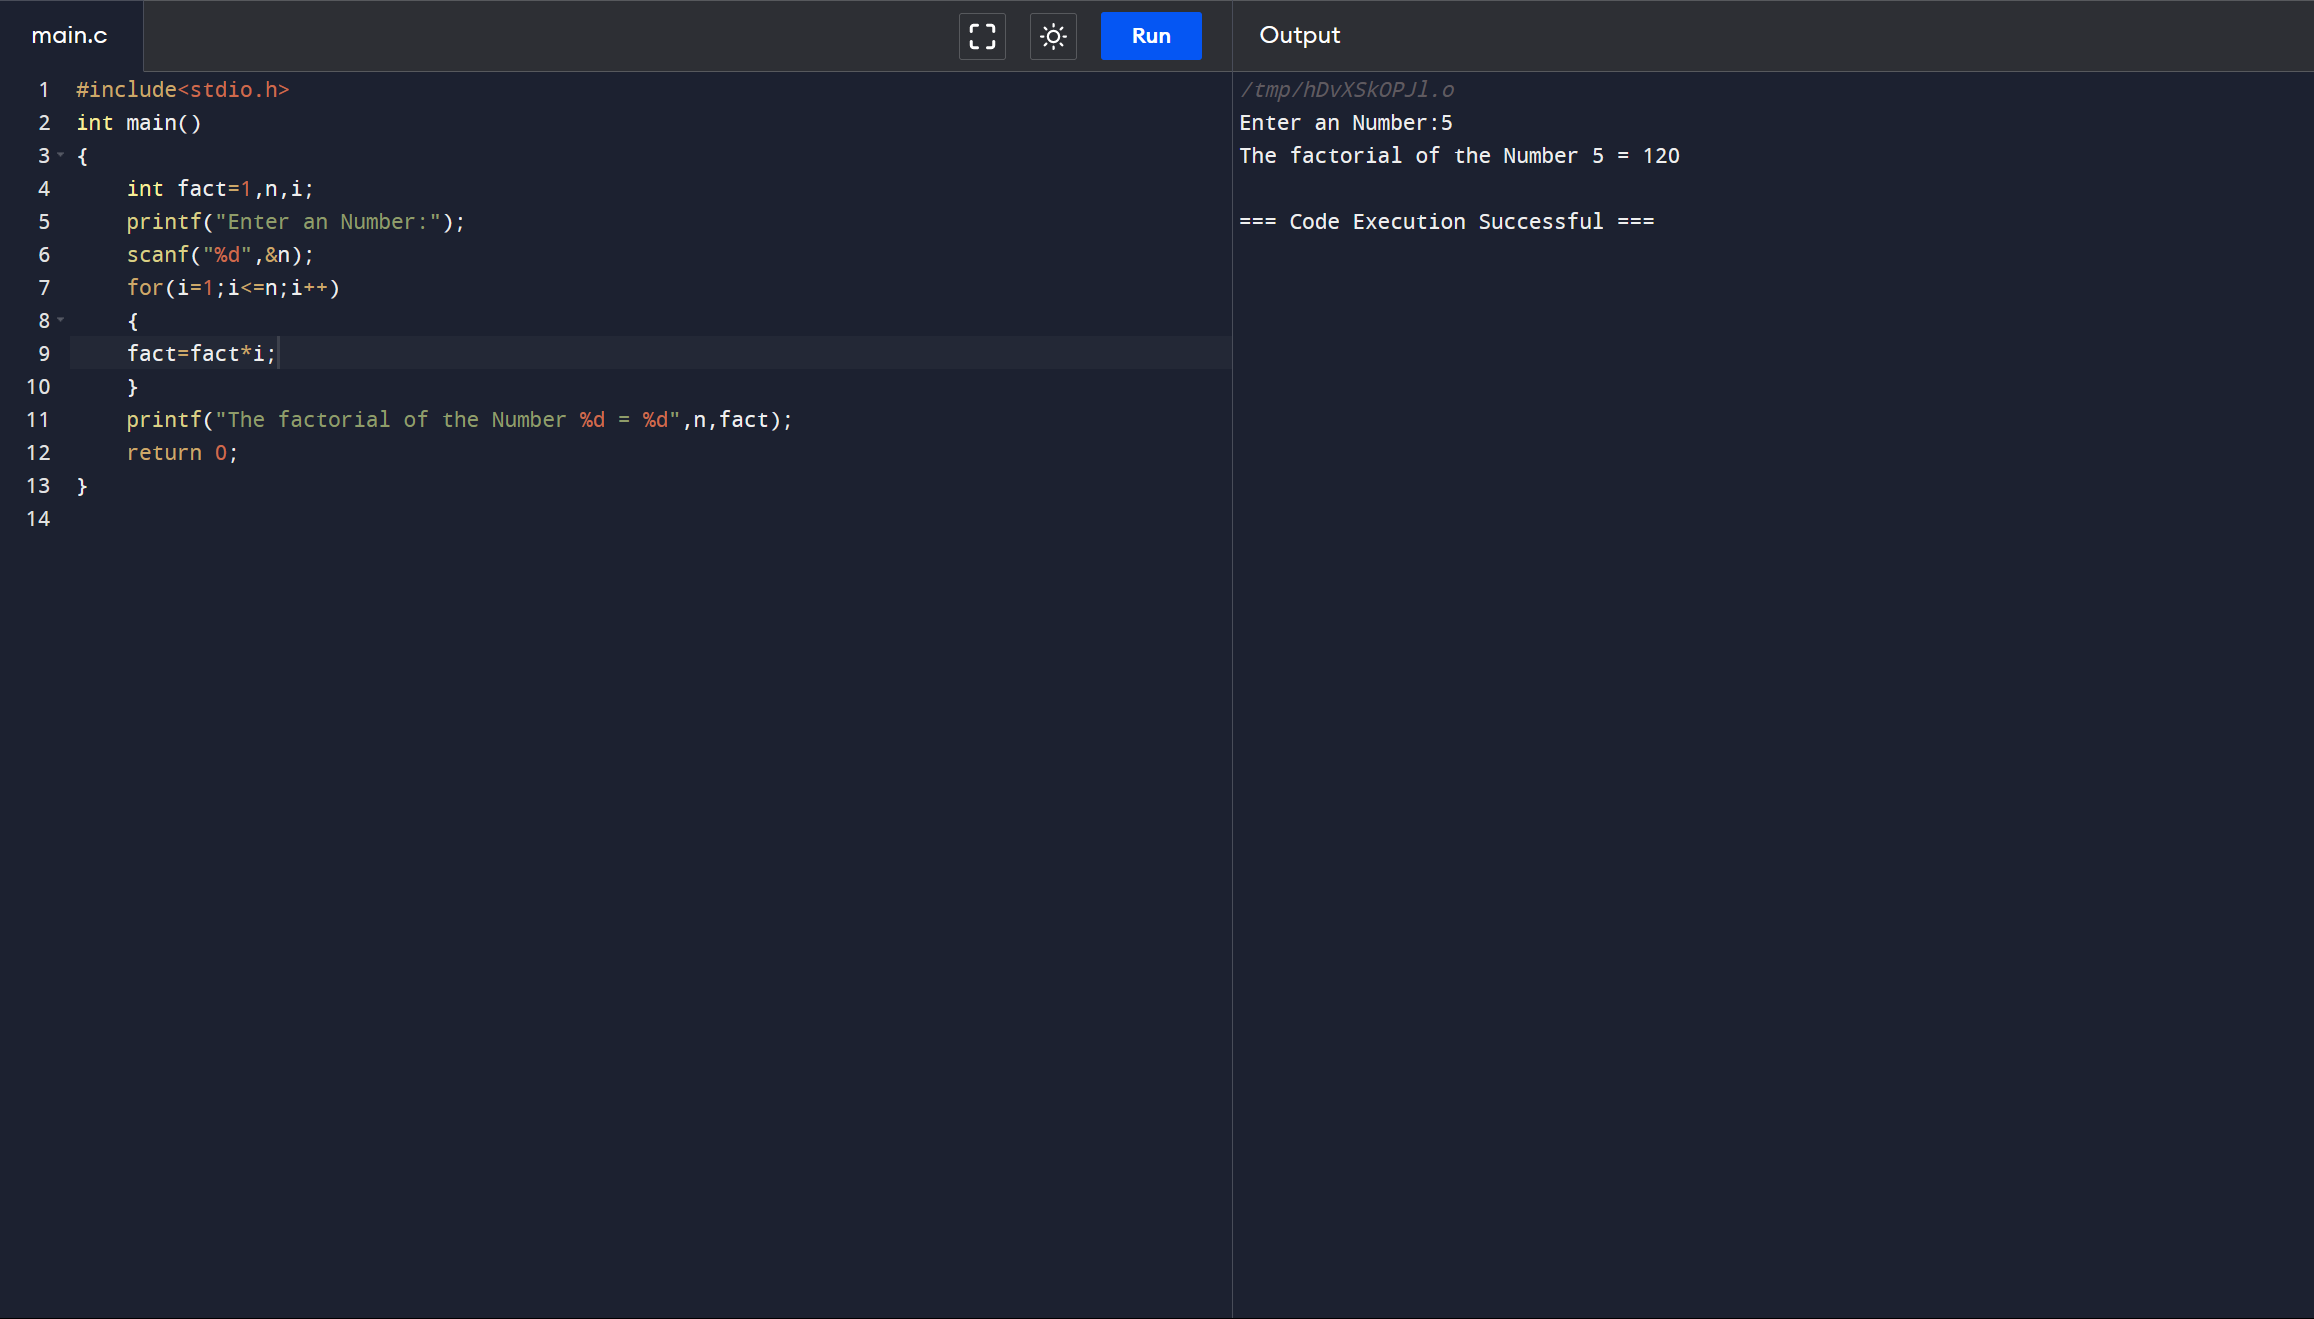 main.c
Run
Output
1 #include<stdio.h>
2 int main()
3 {
4     int fact=1,n,i;
5     printf("Enter an Number:");
6     scanf("%d",&n);
7     for(i=1;i<=n;i++)
8     {
9     fact=fact*i;
10     }
11     printf("The factorial of the Number %d = %d",n,fact);
12     return 0;
13 }
14
/tmp/hDvXSkOPJl.o
Enter an Number:5
The factorial of the Number 5 = 120
=== Code Execution Successful ===